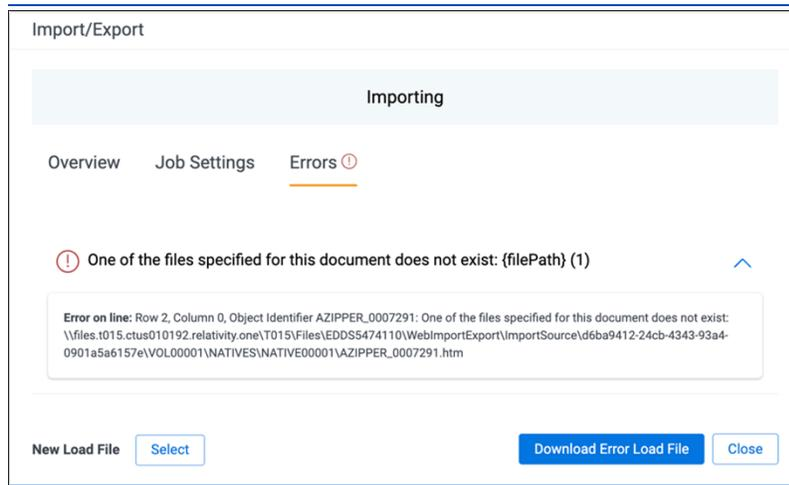 Import/Export
Importing
Overview Job Settings Errors
One of the files specified for this document does not exist: {filePath} (1)
Error on line: Row 2, Column 0, Object Identifier AZIPPER_0007291: One of the files specified for this document does not exist:
\\files.t015.ctus010192.relativity.one\T015\Files\EDDS5474110\WebImportExport\ImportSource\d6ba9412-24cb-4343-93a4-
0901a5a6157e\VOL00001\NATIVES\NATIVE00001\AZIPPER_0007291.htm
New Load File Select Download Error Load File Close